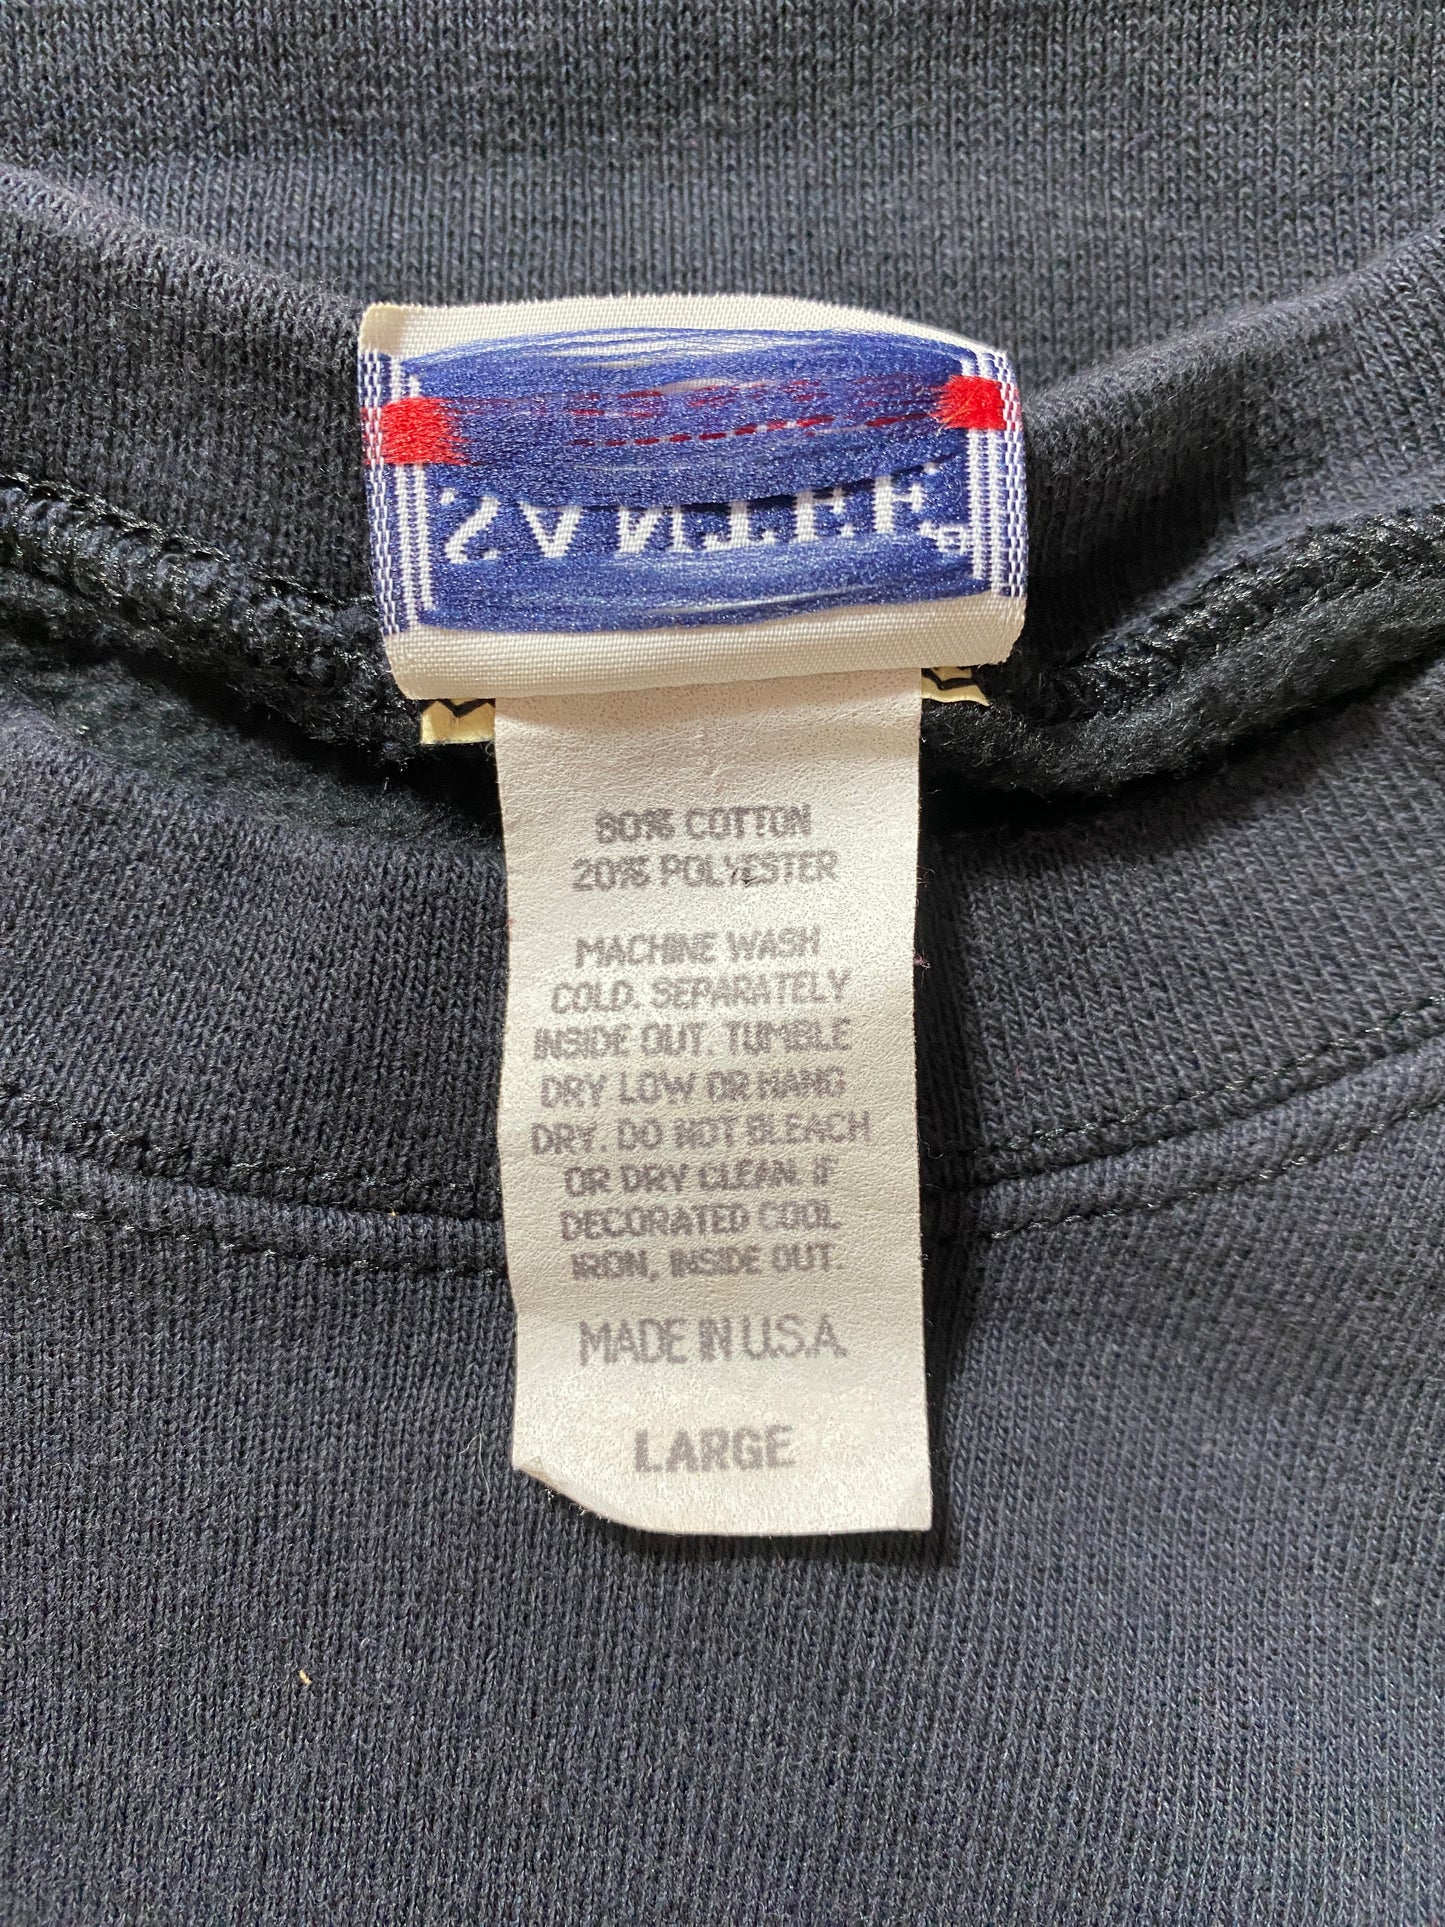 80% COTTON
20% POLYESTER
MACHINE WASH
COLD. SEPARATELY
INSIDE OUT. TUMBLE
DRY LOW OR HANG
DRY. DO NOT BLEACH
OR DRY CLEAN. IF
DECORATED COOL
IRON, INSIDE OUT.
MADE IN U.S.A.
LARGE